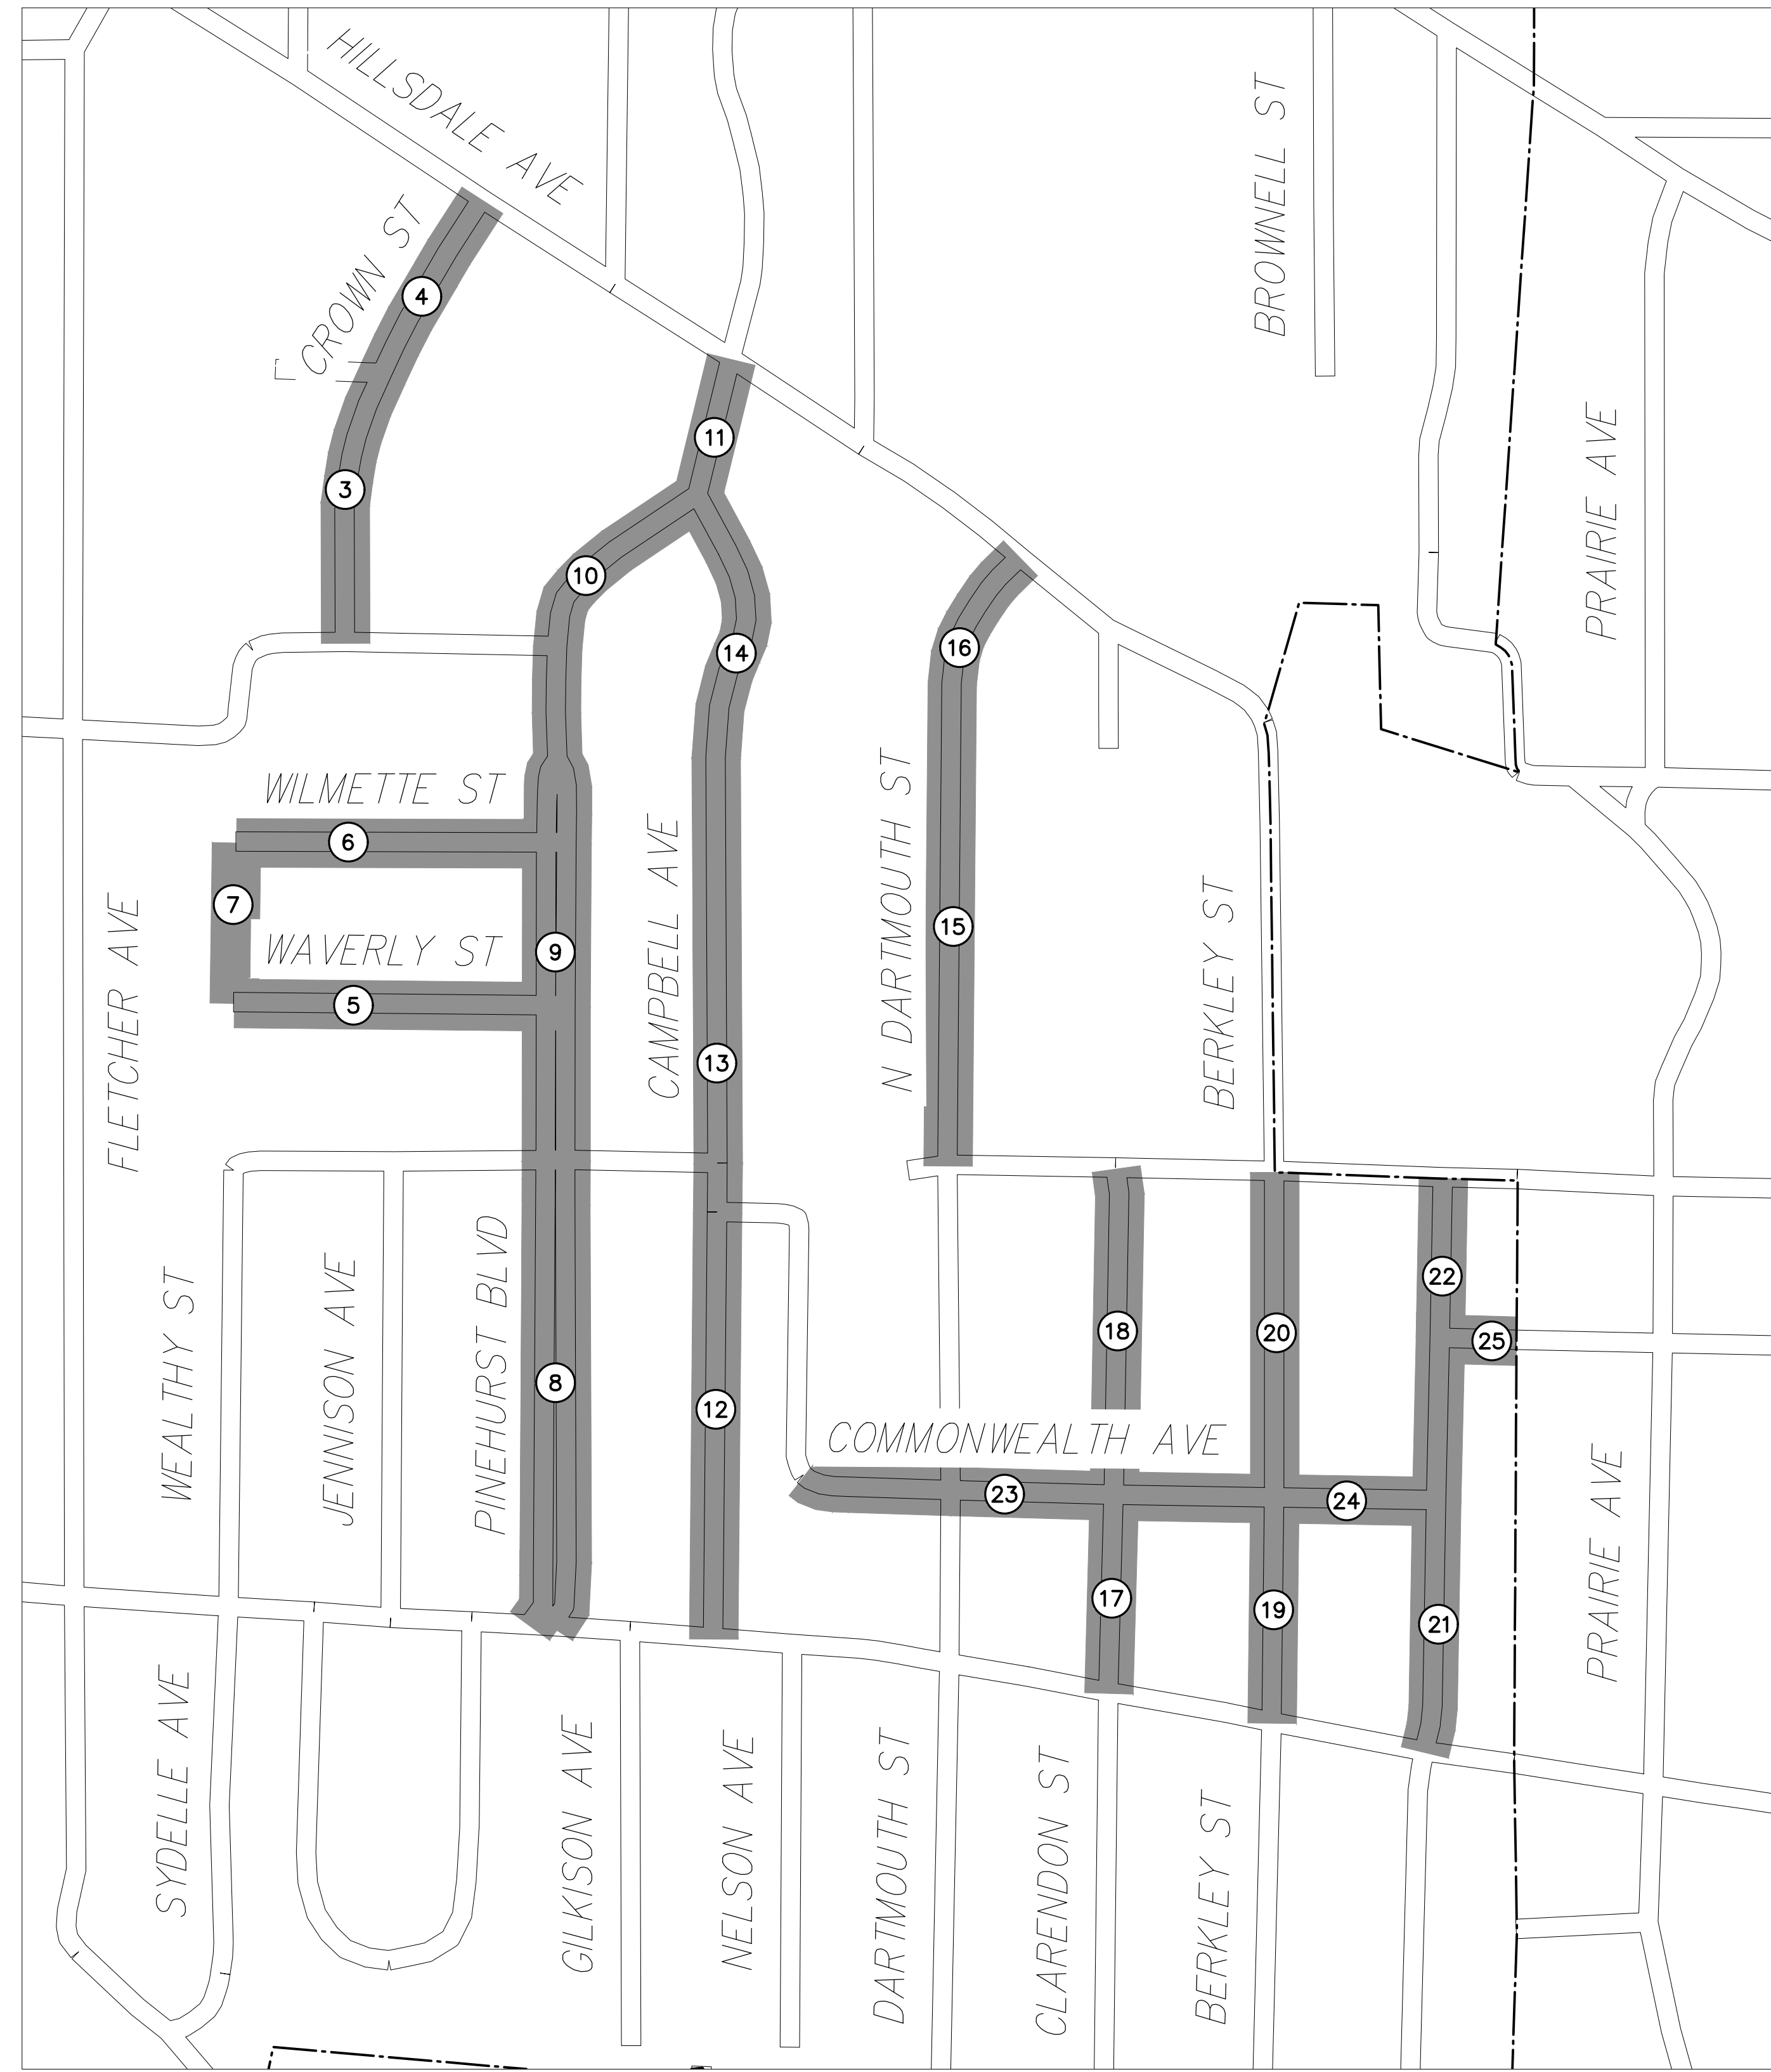 HILLSDALE AVE
BROWNELL ST
CROWN ST
4
11
PRAIRIE AVE
3
10
16
14
WILMETTE ST
6
N DARTMOUTH ST
CAMPBELL AVE
BERKLEY ST
FLETCHER AVE
7
15
WAVERLY ST
9
5
13
22
18
20
25
WEALTHY ST
JENNISON AVE
PINEHURST BLVD
8
12
COMMONWEALTH AVE
23
24
PRAIRIE AVE
17
19
21
SYDELLE AVE
GILKISON AVE
NELSON AVE
DARTMOUTH ST
CLARENDON ST
BERKLEY ST